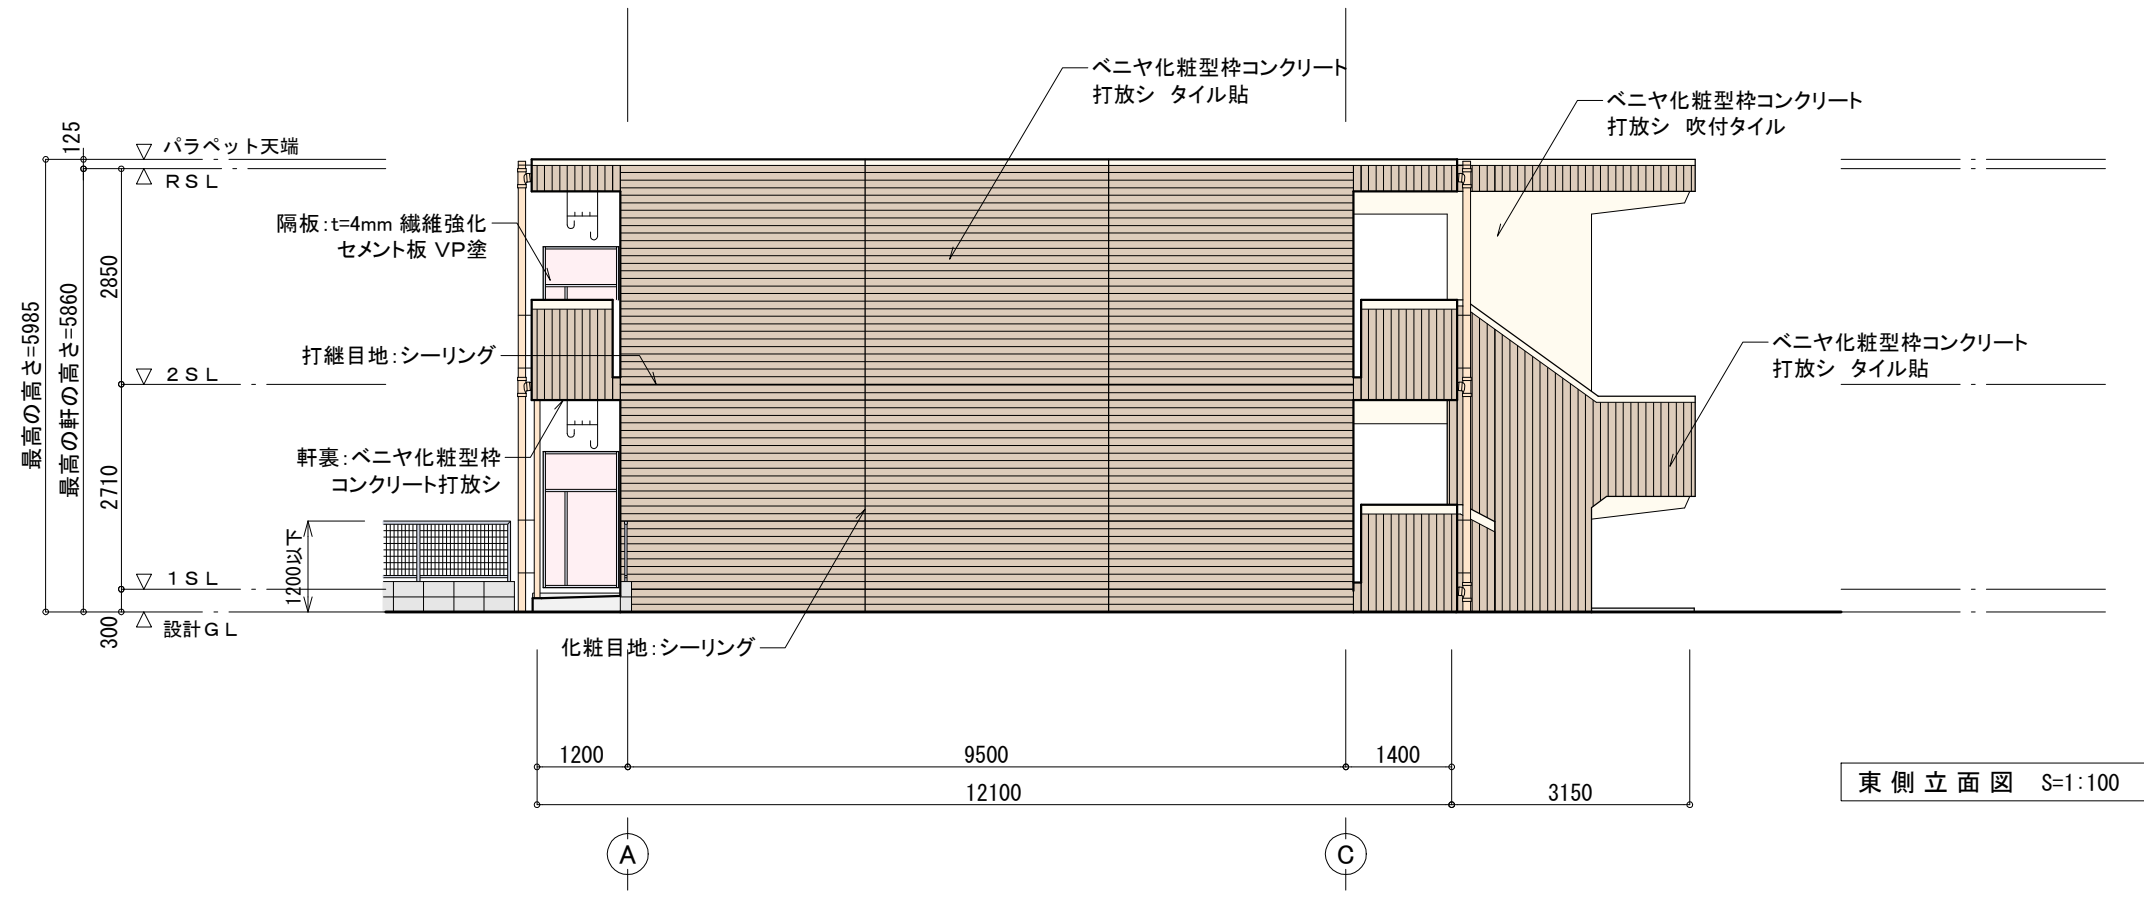 ベニヤ化粧型枠コンクリート
打放シ タイル貼
ベニヤ化粧型枠コンクリート
打放シ 吹付タイル
125
パラペット天端
RSL
隔板:t=4mm 繊維強化
セメント板 VP塗
2850
最高の高さ=5985
最高の軒の高さ=5860
打継目地:シーリング
ベニヤ化粧型枠コンクリート
打放シ タイル貼
2SL
軒裏:ベニヤ化粧型枠
コンクリート打放シ
2710
1200以下
1SL
300
設計GL
化粧目地:シーリング
1200
9500
1400
12100
3150
東側立面図 S=1:100
A
C